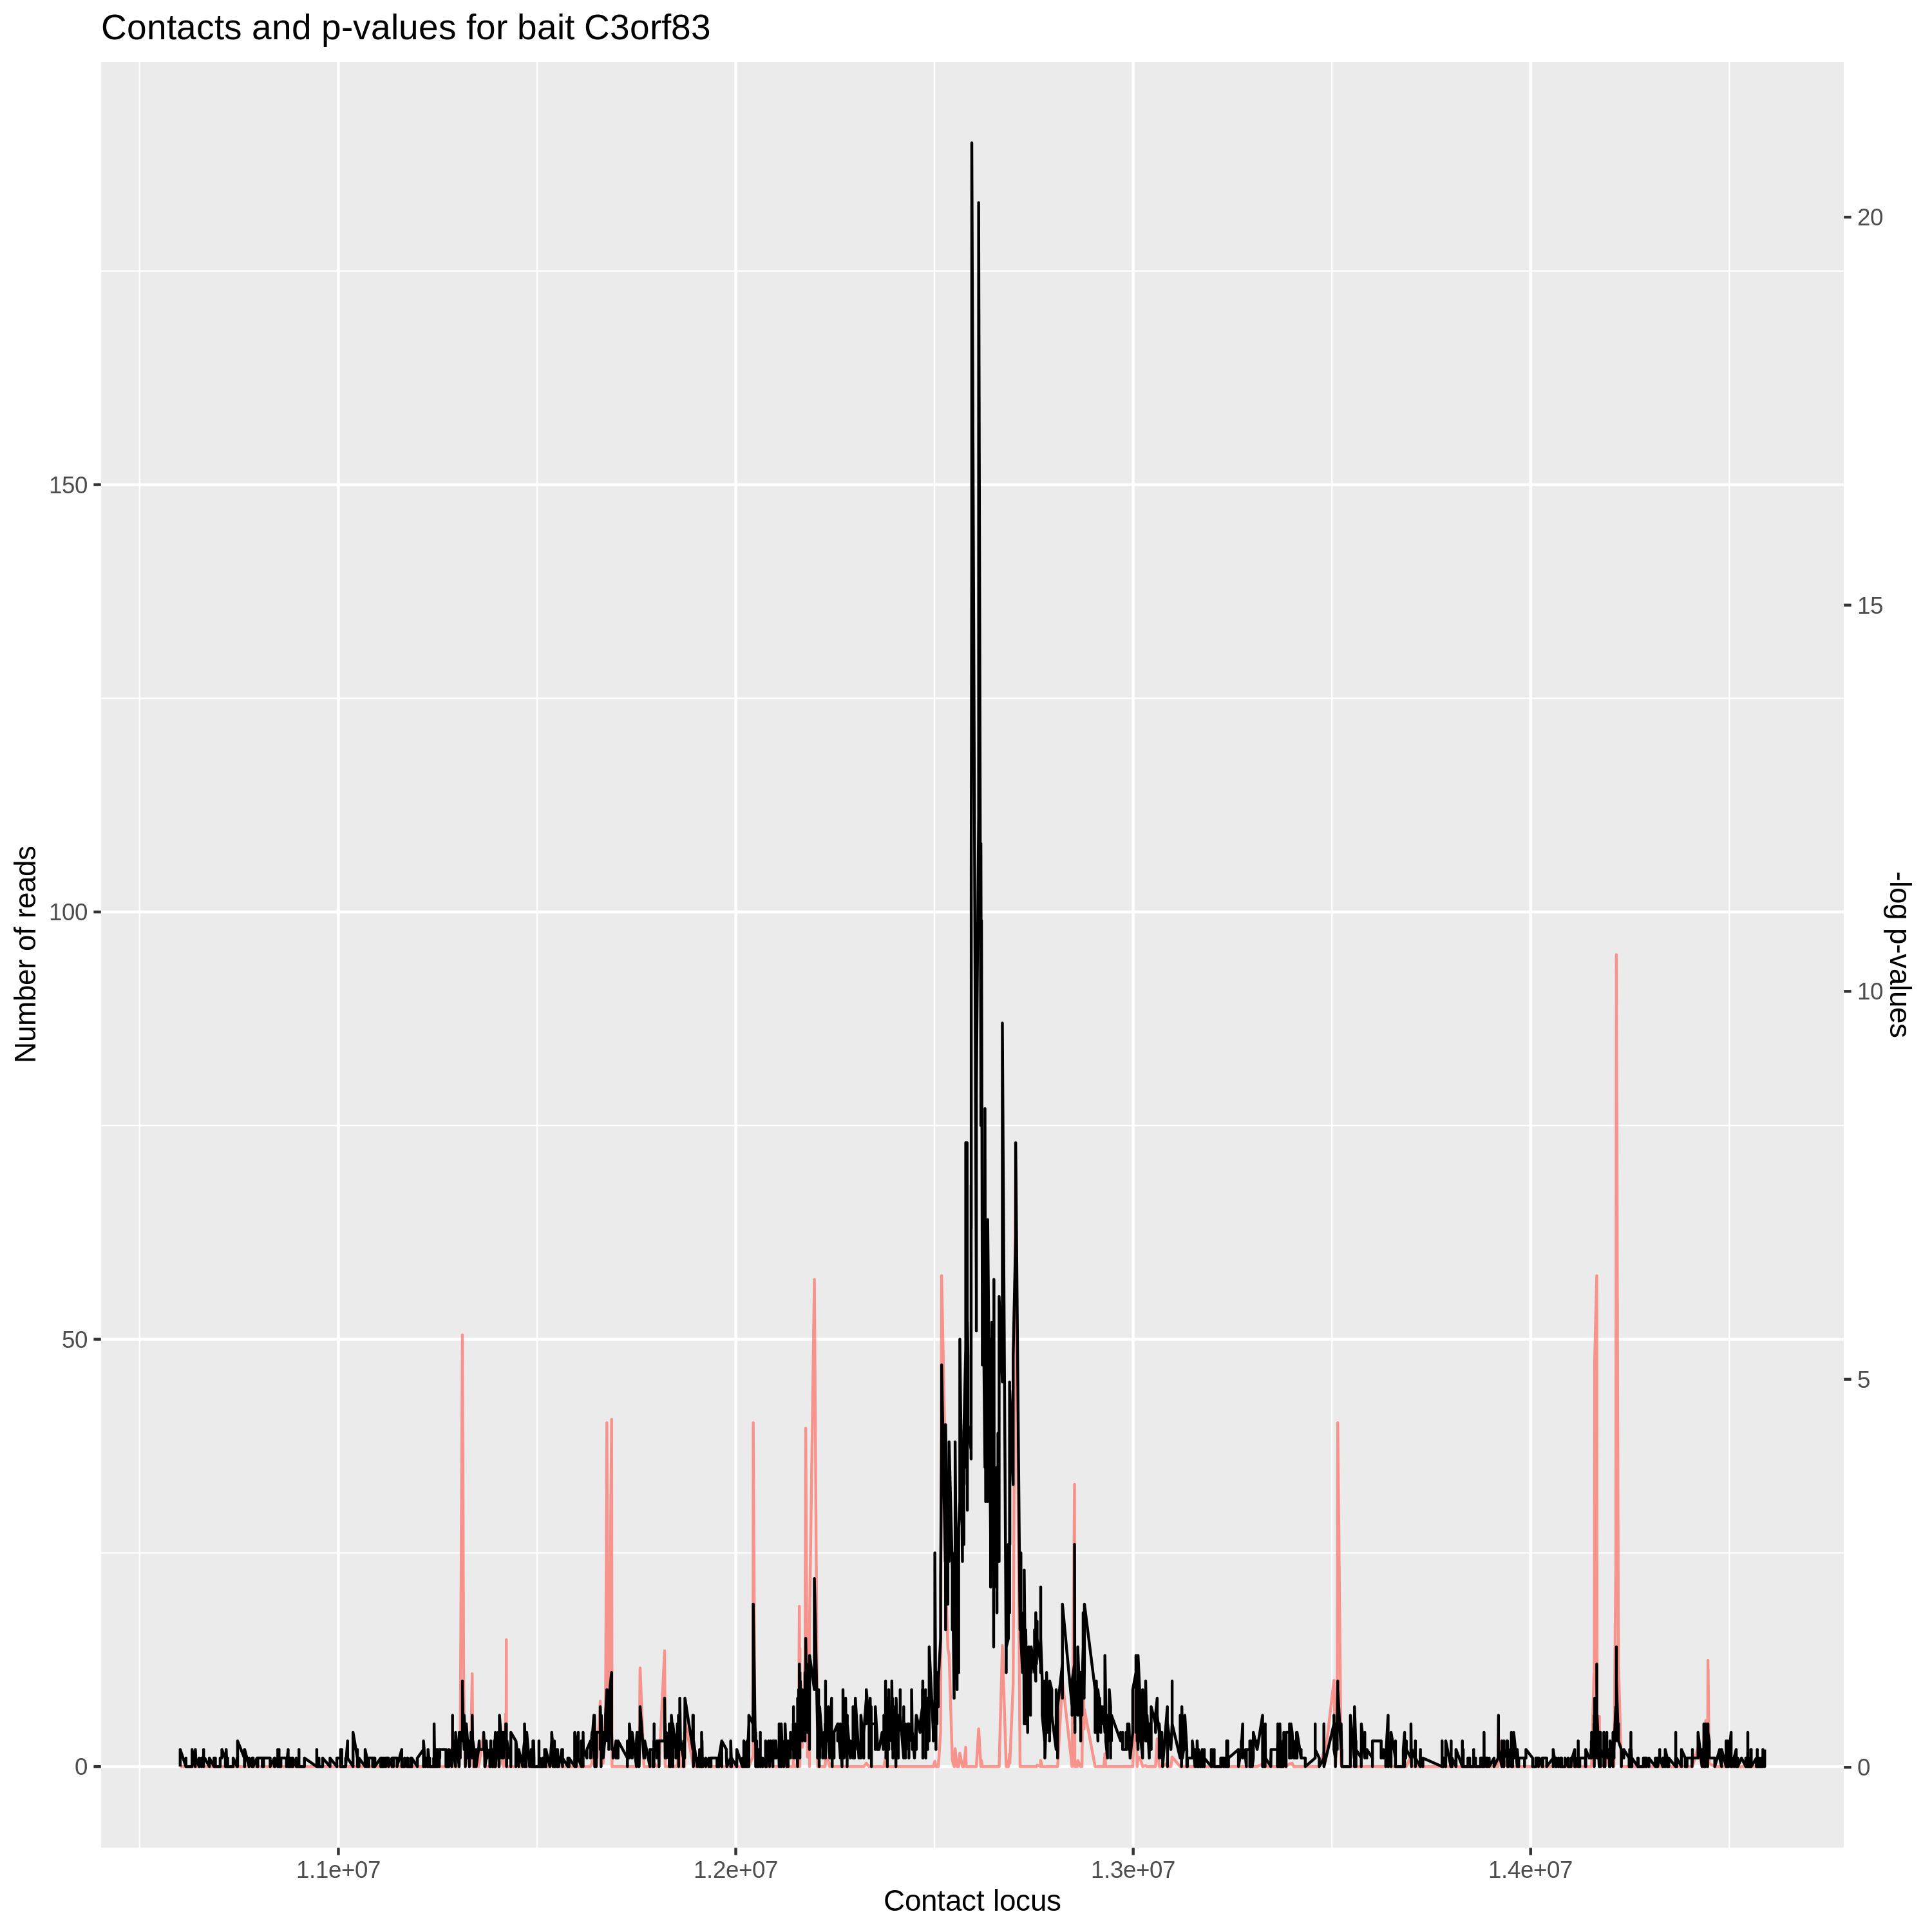 Contacts and p-values for bait C3orf83
Number of reads
150
100
50
0
20
15
10
5
0
-log p-values
1.1e+07 1.2e+07 1.3e+07 1.4e+07
Contact locus